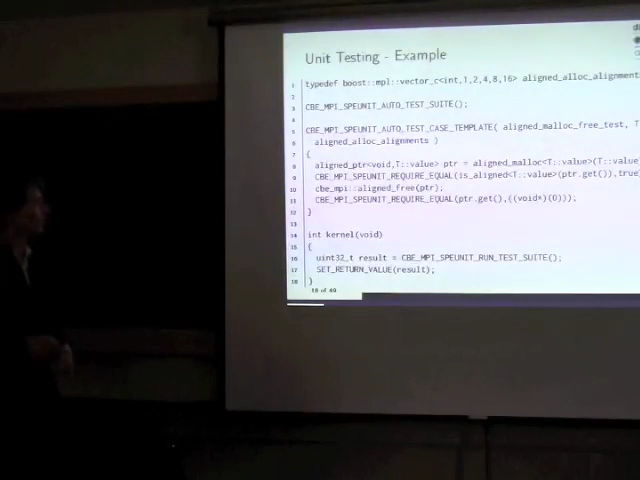 Unit Testing - Example
1 typedef boost::mpl::vector_c<int,1,2,4,8,16> aligned_alloc_alignment
2
3 CBE_MPI_SPEUNIT_AUTO_TEST_SUITE();
4
5 CBE_MPI_SPEUNIT_AUTO_TEST_CASE_TEMPLATE( aligned_malloc_free_test, T
6 aligned_alloc_alignments )
7 {
8 aligned_ptr<void,T::value> ptr = aligned_malloc<T::value>(T::value)
9 CBE_MPI_SPEUNIT_REQUIRE_EQUAL(is_aligned<T::value>(ptr.get()),true
10 cbe_mpi::aligned_free(ptr);
11 CBE_MPI_SPEUNIT_REQUIRE_EQUAL(ptr.get(),((void*)(0)));
12 }
13
14 int kernel(void)
15 {
16 uint32_t result = CBE_MPI_SPEUNIT_RUN_TEST_SUITE();
17 SET_RETURN_VALUE(result);
18 }
18 of 49